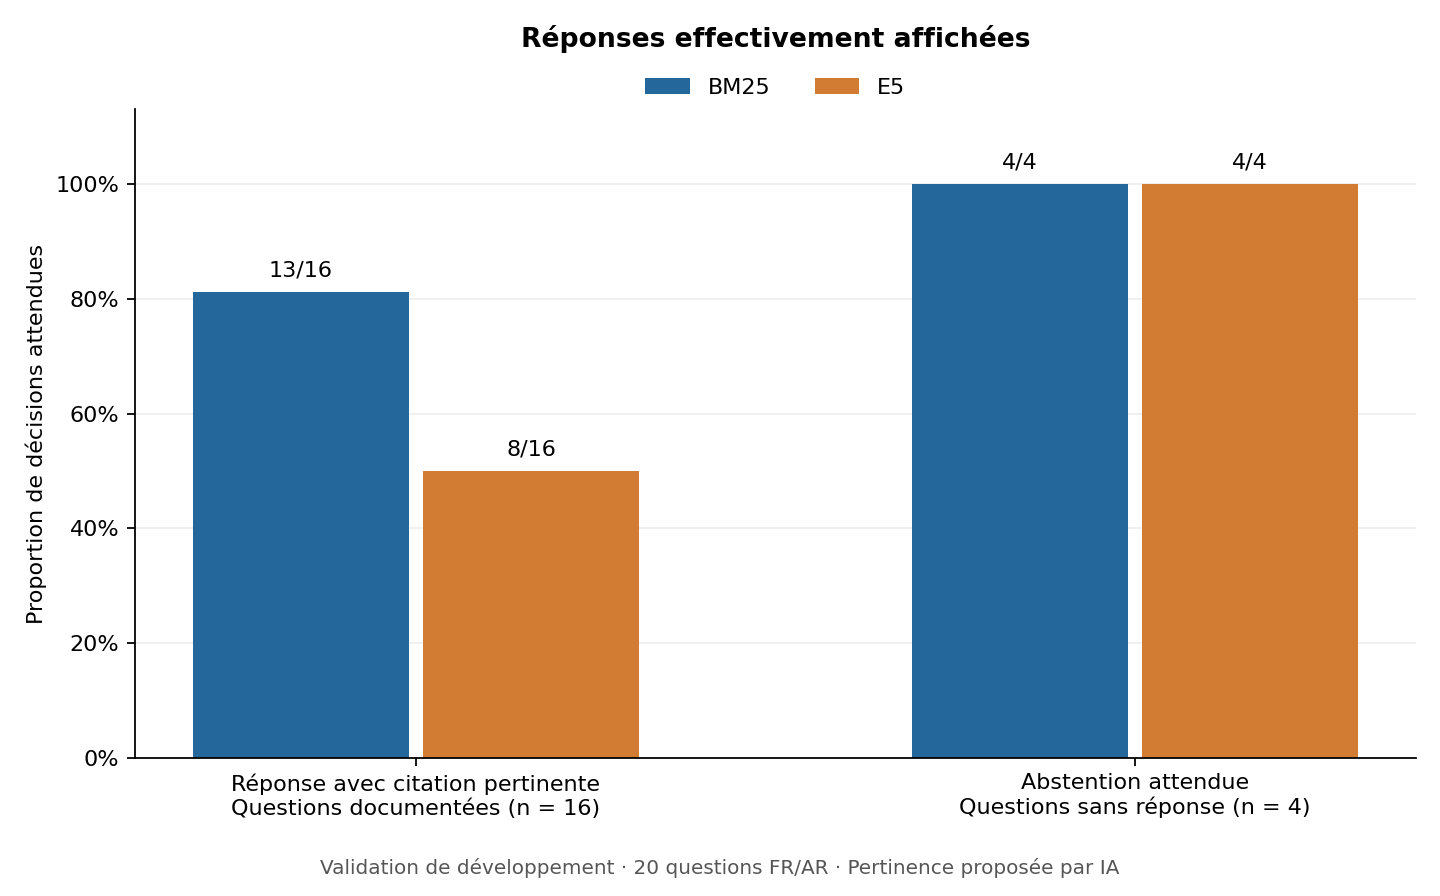 Réponses effectivement affichées
BM25 E5
Proportion de décisions attendues
100%
80%
60%
40%
20%
0%
13/16
8/16
4/4
4/4
Réponse avec citation pertinente
Questions documentées (n = 16)
Abstention attendue
Questions sans réponse (n = 4)
Validation de développement · 20 questions FR/AR · Pertinence proposée par IA